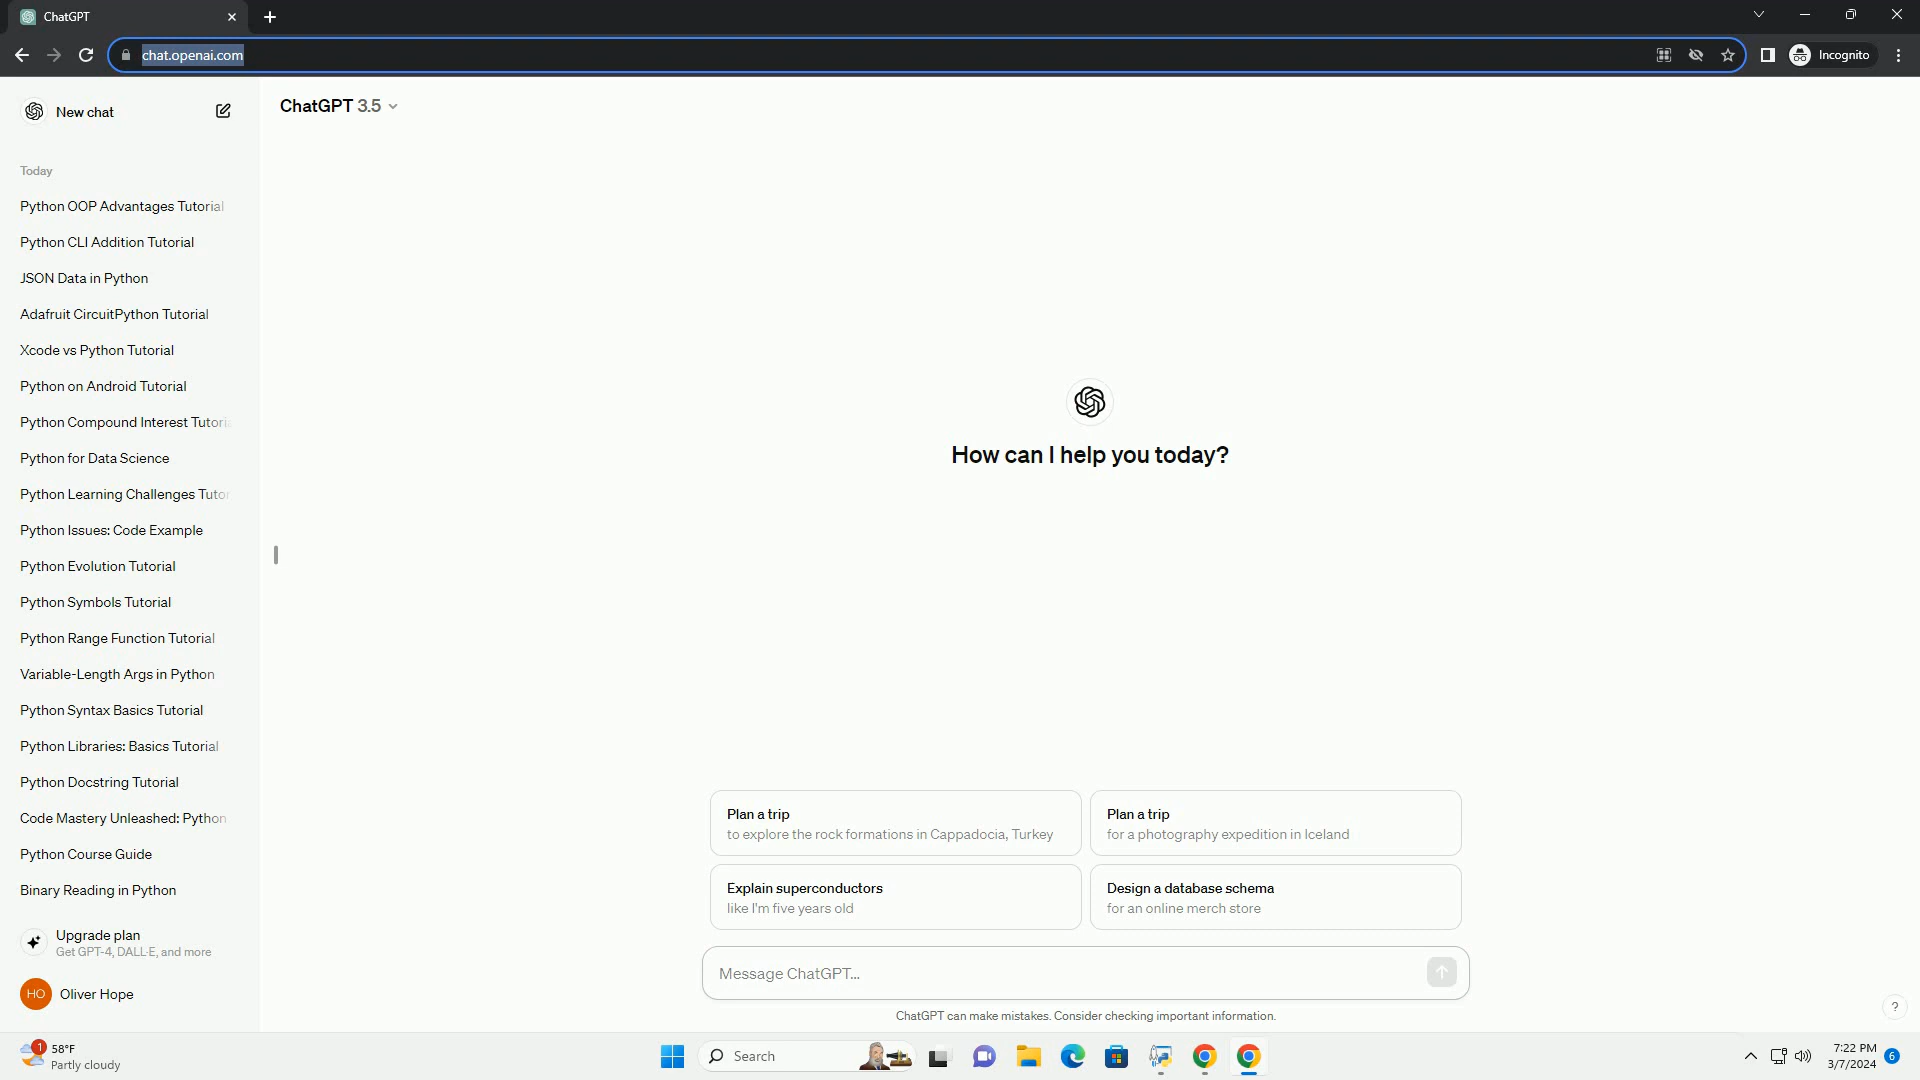 ChatGPT
chat.openai.com
Incognito
New chat
ChatGPT 3.5
Today
Python OOP Advantages Tutorial
Python CLI Addition Tutorial
JSON Data in Python
Adafruit CircuitPython Tutorial
Xcode vs Python Tutorial
Python on Android Tutorial
Python Compound Interest Tutori
Python for Data Science
Python Learning Challenges Tutor
Python Issues: Code Example
Python Evolution Tutorial
Python Symbols Tutorial
Python Range Function Tutorial
Variable-Length Args in Python
Python Syntax Basics Tutorial
Python Libraries: Basics Tutorial
Python Docstring Tutorial
Code Mastery Unleashed: Python
Python Course Guide
Binary Reading in Python
Upgrade plan
Get GPT-4, DALL·E, and more
HO
Oliver Hope
How can I help you today?
Plan a trip
to explore the rock formations in Cappadocia, Turkey
Plan a trip
for a photography expedition in Iceland
Explain superconductors
like I'm five years old
Design a database schema
for an online merch store
Message ChatGPT...
ChatGPT can make mistakes. Consider checking important information.
?
1
58°F
Partly cloudy
Search
7:22 PM
3/7/2024
6